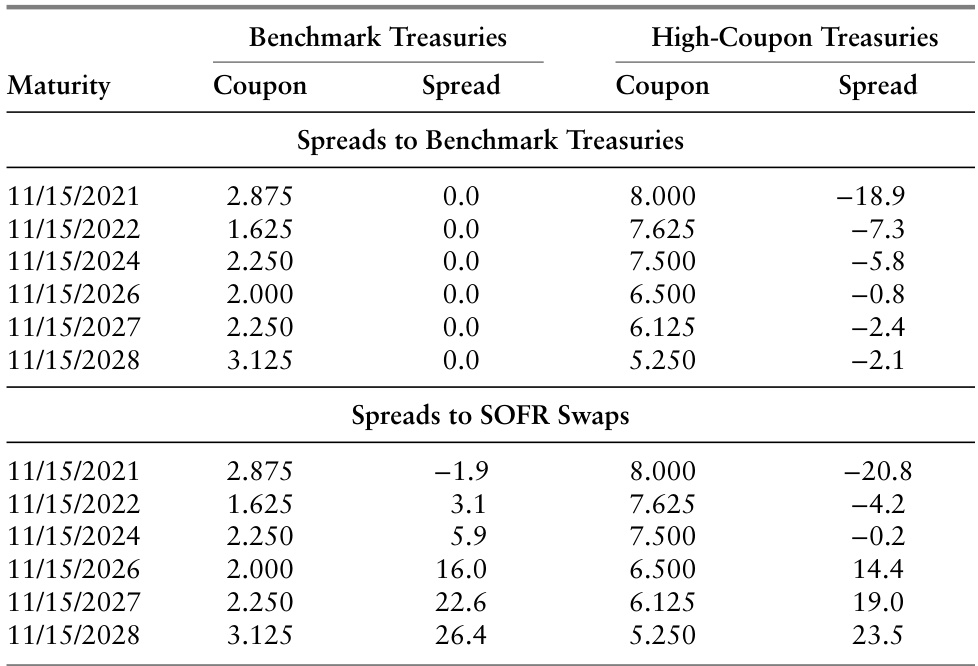 Benchmark Treasuries High-Coupon Treasuries
Maturity Coupon Spread Coupon Spread
Spreads to Benchmark Treasuries
11/15/2021 2.875 0.0 8.000 −18.9
11/15/2022 1.625 0.0 7.625 −7.3
11/15/2024 2.250 0.0 7.500 −5.8
11/15/2026 2.000 0.0 6.500 −0.8
11/15/2027 2.250 0.0 6.125 −2.4
11/15/2028 3.125 0.0 5.250 −2.1
Spreads to SOFR Swaps
11/15/2021 2.875 −1.9 8.000 −20.8
11/15/2022 1.625 3.1 7.625 −4.2
11/15/2024 2.250 5.9 7.500 −0.2
11/15/2026 2.000 16.0 6.500 14.4
11/15/2027 2.250 22.6 6.125 19.0
11/15/2028 3.125 26.4 5.250 23.5